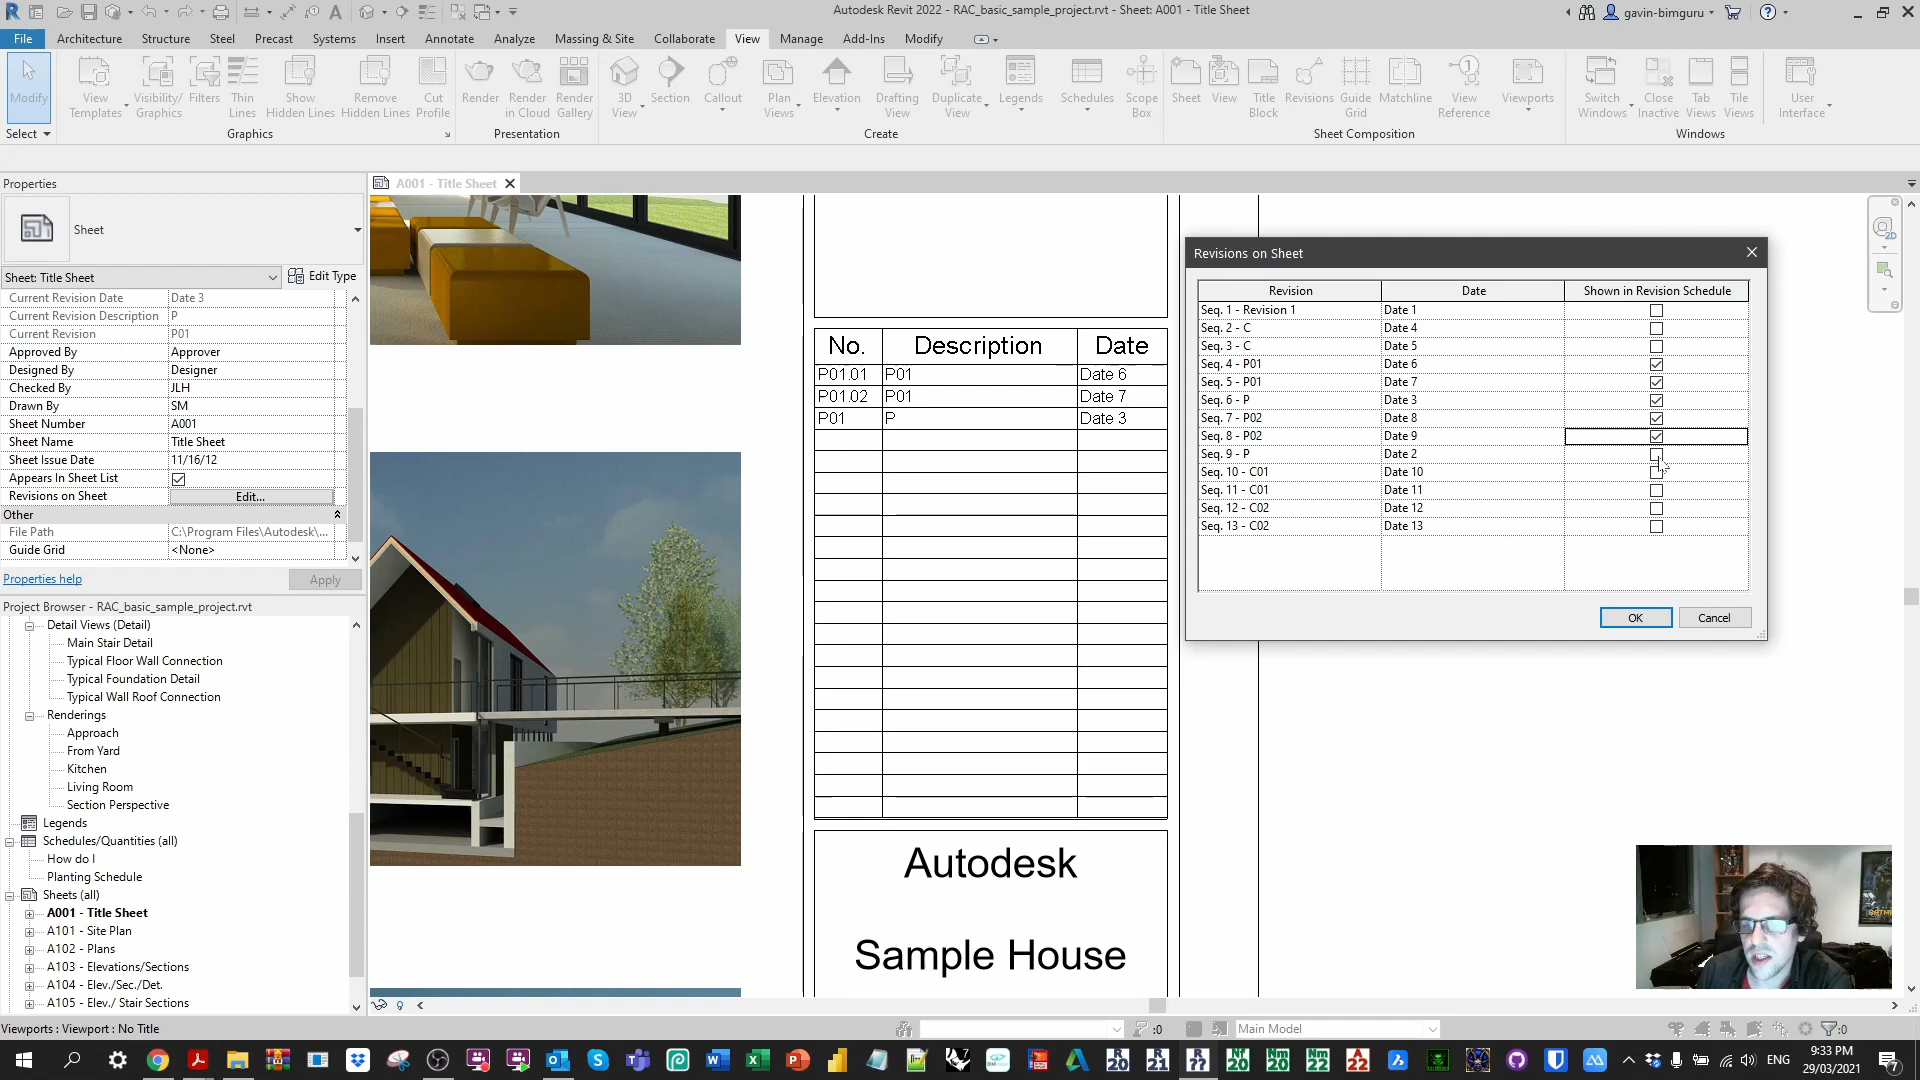 Autodesk Revit 2022 - RAC_basic_sample_project.rvt - Sheet: A001 - Title Sheet
gavin-bimguru
File Architecture Structure Steel Precast Systems Insert Annotate Analyze Massing & Site Collaborate View Manage Add-Ins Modify
Modify
View Templates
Visibility/ Graphics
Filters
Thin Lines
Show Hidden Lines
Remove Hidden Lines
Cut Profile
Render
Render in Cloud
Render Gallery
3D View
Section
Callout
Plan Views
Elevation
Drafting View
Duplicate View
Legends
Schedules
Scope Box
Sheet
View
Title Block
Revisions
Guide Grid
Matchline
View Reference
Viewports
Switch Windows
Close Inactive
Tab Views
Tile Views
User Interface
Select Graphics Presentation Create Sheet Composition Windows
Properties
Sheet
Sheet: Title Sheet Edit Type
Current Revision Date Date 3
Current Revision Description P
Current Revision P01
Approved By Approver
Designed By Designer
Checked By JLH
Drawn By SM
Sheet Number A001
Sheet Name Title Sheet
Sheet Issue Date 11/16/12
Appears In Sheet List
Revisions on Sheet Edit...
Other
File Path C:\Program Files\Autodesk\...
Guide Grid <None>
Properties help Apply
Project Browser - RAC_basic_sample_project.rvt
Detail Views (Detail)
Main Stair Detail
Typical Floor Wall Connection
Typical Foundation Detail
Typical Wall Roof Connection
Renderings
Approach
From Yard
Kitchen
Living Room
Section Perspective
Legends
Schedules/Quantities (all)
How do I
Planting Schedule
Sheets (all)
A001 - Title Sheet
A101 - Site Plan
A102 - Plans
A103 - Elevations/Sections
A104 - Elev./Sec./Det.
A105 - Elev./ Stair Sections
A001 - Title Sheet
No. Description Date
P01.01 P01 Date 6
P01.02 P01 Date 7
P01 P Date 3
Autodesk
Sample House
Revisions on Sheet
Revision Date Shown in Revision Schedule
Seq. 1 - Revision 1 Date 1
Seq. 2 - C Date 4
Seq. 3 - C Date 5
Seq. 4 - P01 Date 6
Seq. 5 - P01 Date 7
Seq. 6 - P Date 3
Seq. 7 - P02 Date 8
Seq. 8 - P02 Date 9
Seq. 9 - P Date 2
Seq. 10 - C01 Date 10
Seq. 11 - C01 Date 11
Seq. 12 - C02 Date 12
Seq. 13 - C02 Date 13
OK Cancel
2D
Viewports : Viewport : No Title
:0
Main Model
:0
ENG
9:33 PM
29/03/2021